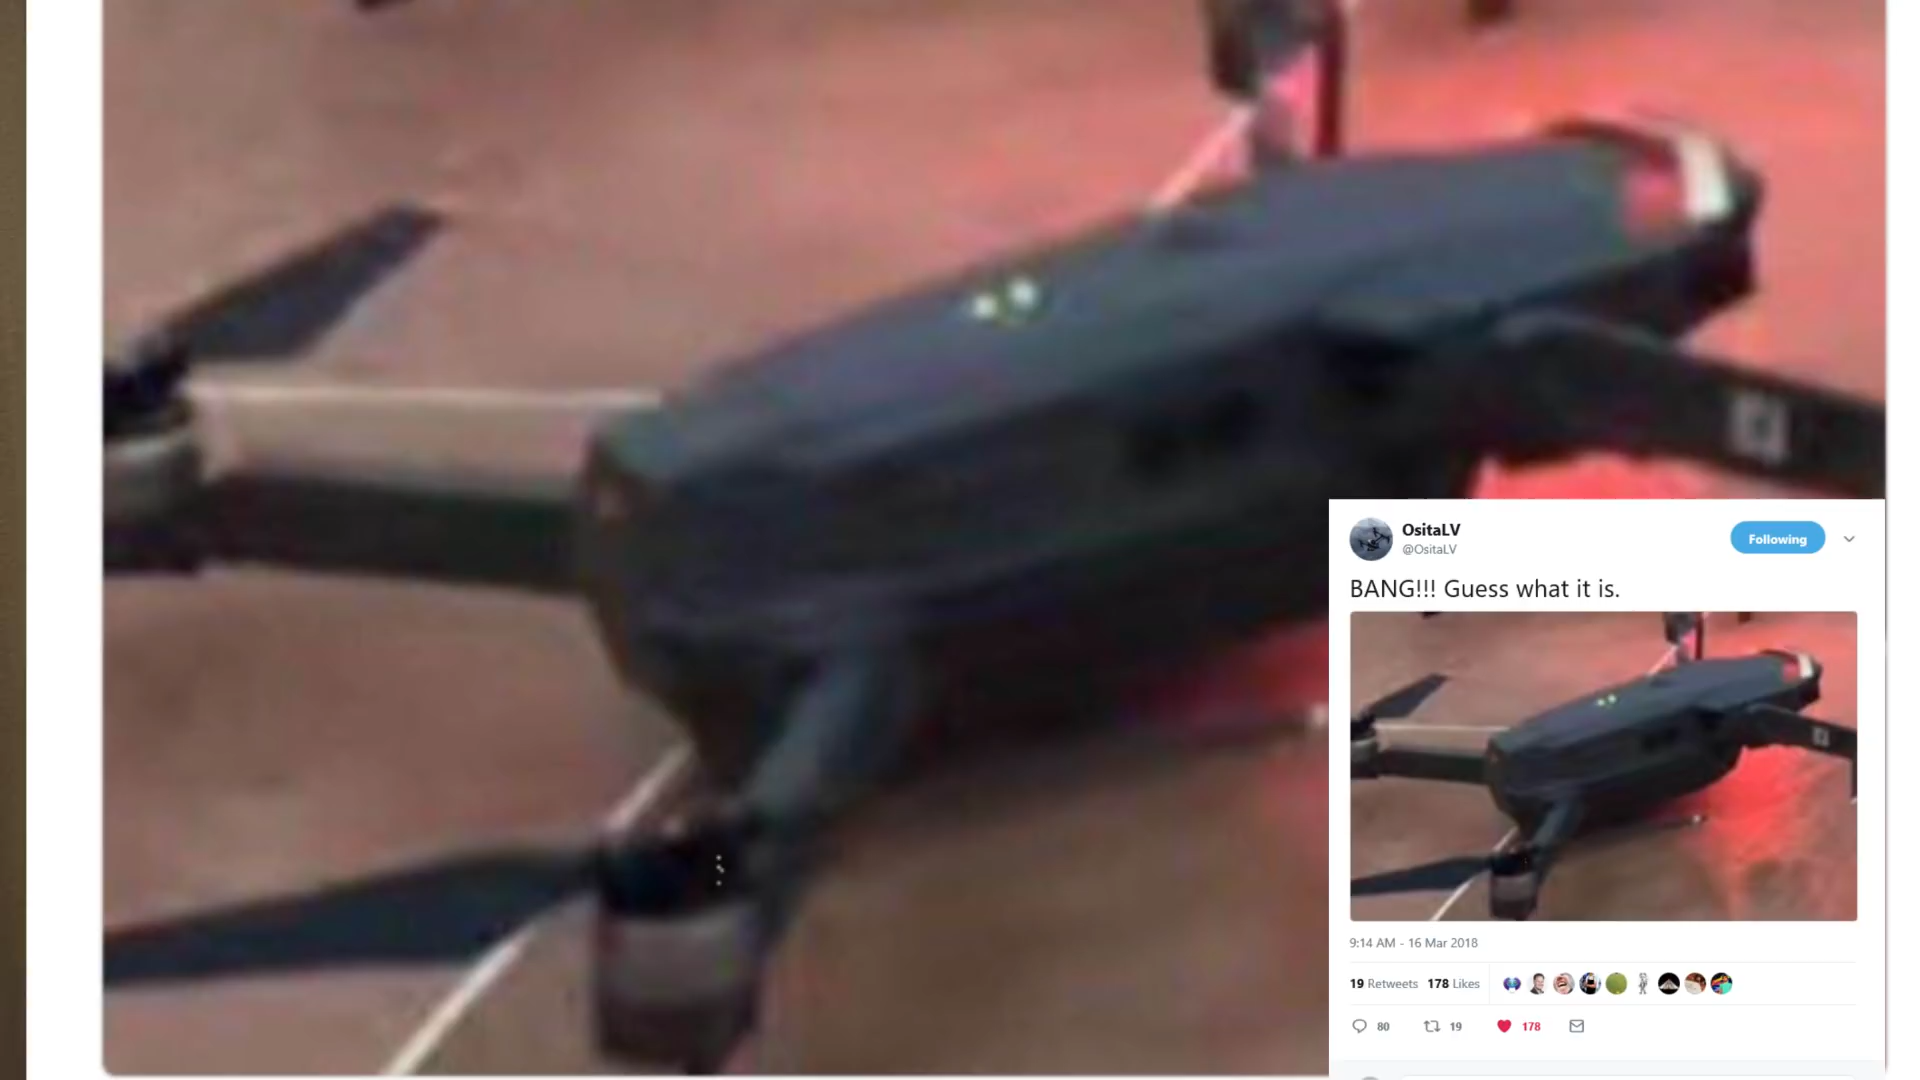 OsitaLV
@OsitaLV
Following
BANG!!! Guess what it is.
9:14 AM - 16 Mar 2018
19 Retweets 178 Likes
80 19 178